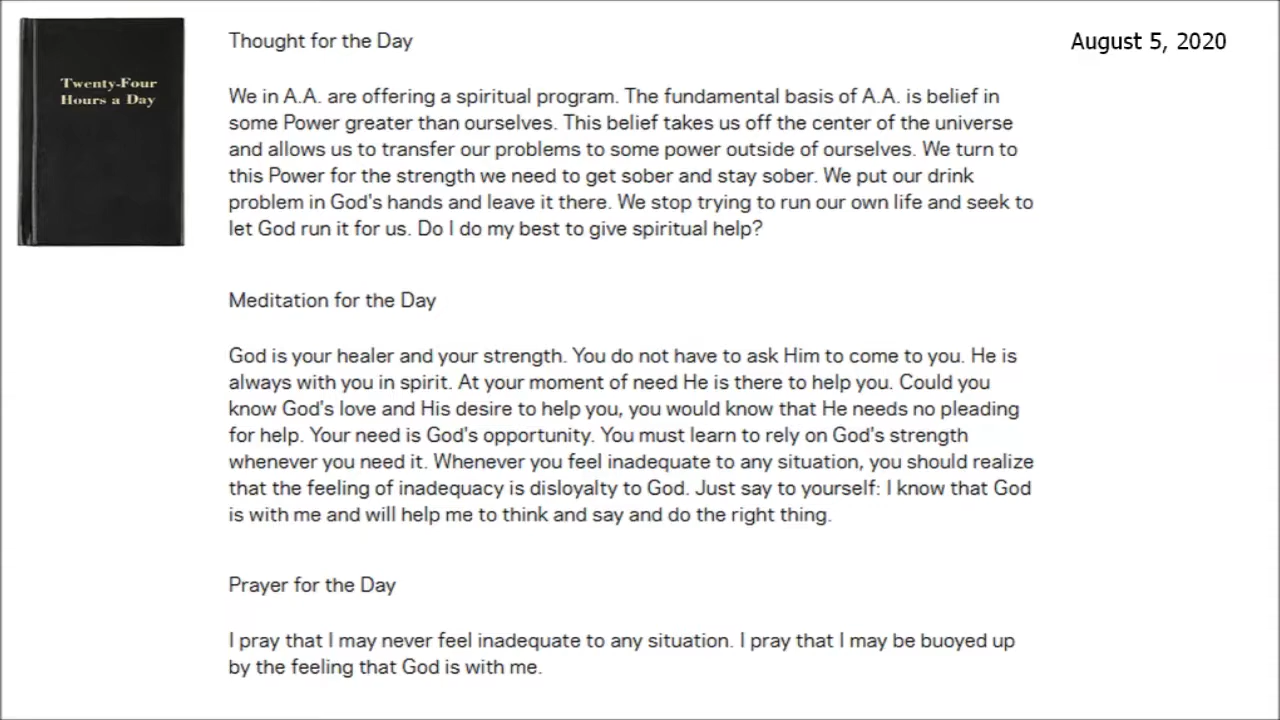 Twenty-Four
Hours a Day
Thought for the Day
August 5, 2020
We in A.A. are offering a spiritual program. The fundamental basis of A.A. is belief in
some Power greater than ourselves. This belief takes us off the center of the universe
and allows us to transfer our problems to some power outside of ourselves. We turn to
this Power for the strength we need to get sober and stay sober. We put our drink
problem in God's hands and leave it there. We stop trying to run our own life and seek to
let God run it for us. Do I do my best to give spiritual help?
Meditation for the Day
God is your healer and your strength. You do not have to ask Him to come to you. He is
always with you in spirit. At your moment of need He is there to help you. Could you
know God's love and His desire to help you, you would know that He needs no pleading
for help. Your need is God's opportunity. You must learn to rely on God's strength
whenever you need it. Whenever you feel inadequate to any situation, you should realize
that the feeling of inadequacy is disloyalty to God. Just say to yourself: I know that God
is with me and will help me to think and say and do the right thing.
Prayer for the Day
I pray that I may never feel inadequate to any situation. I pray that I may be buoyed up
by the feeling that God is with me.